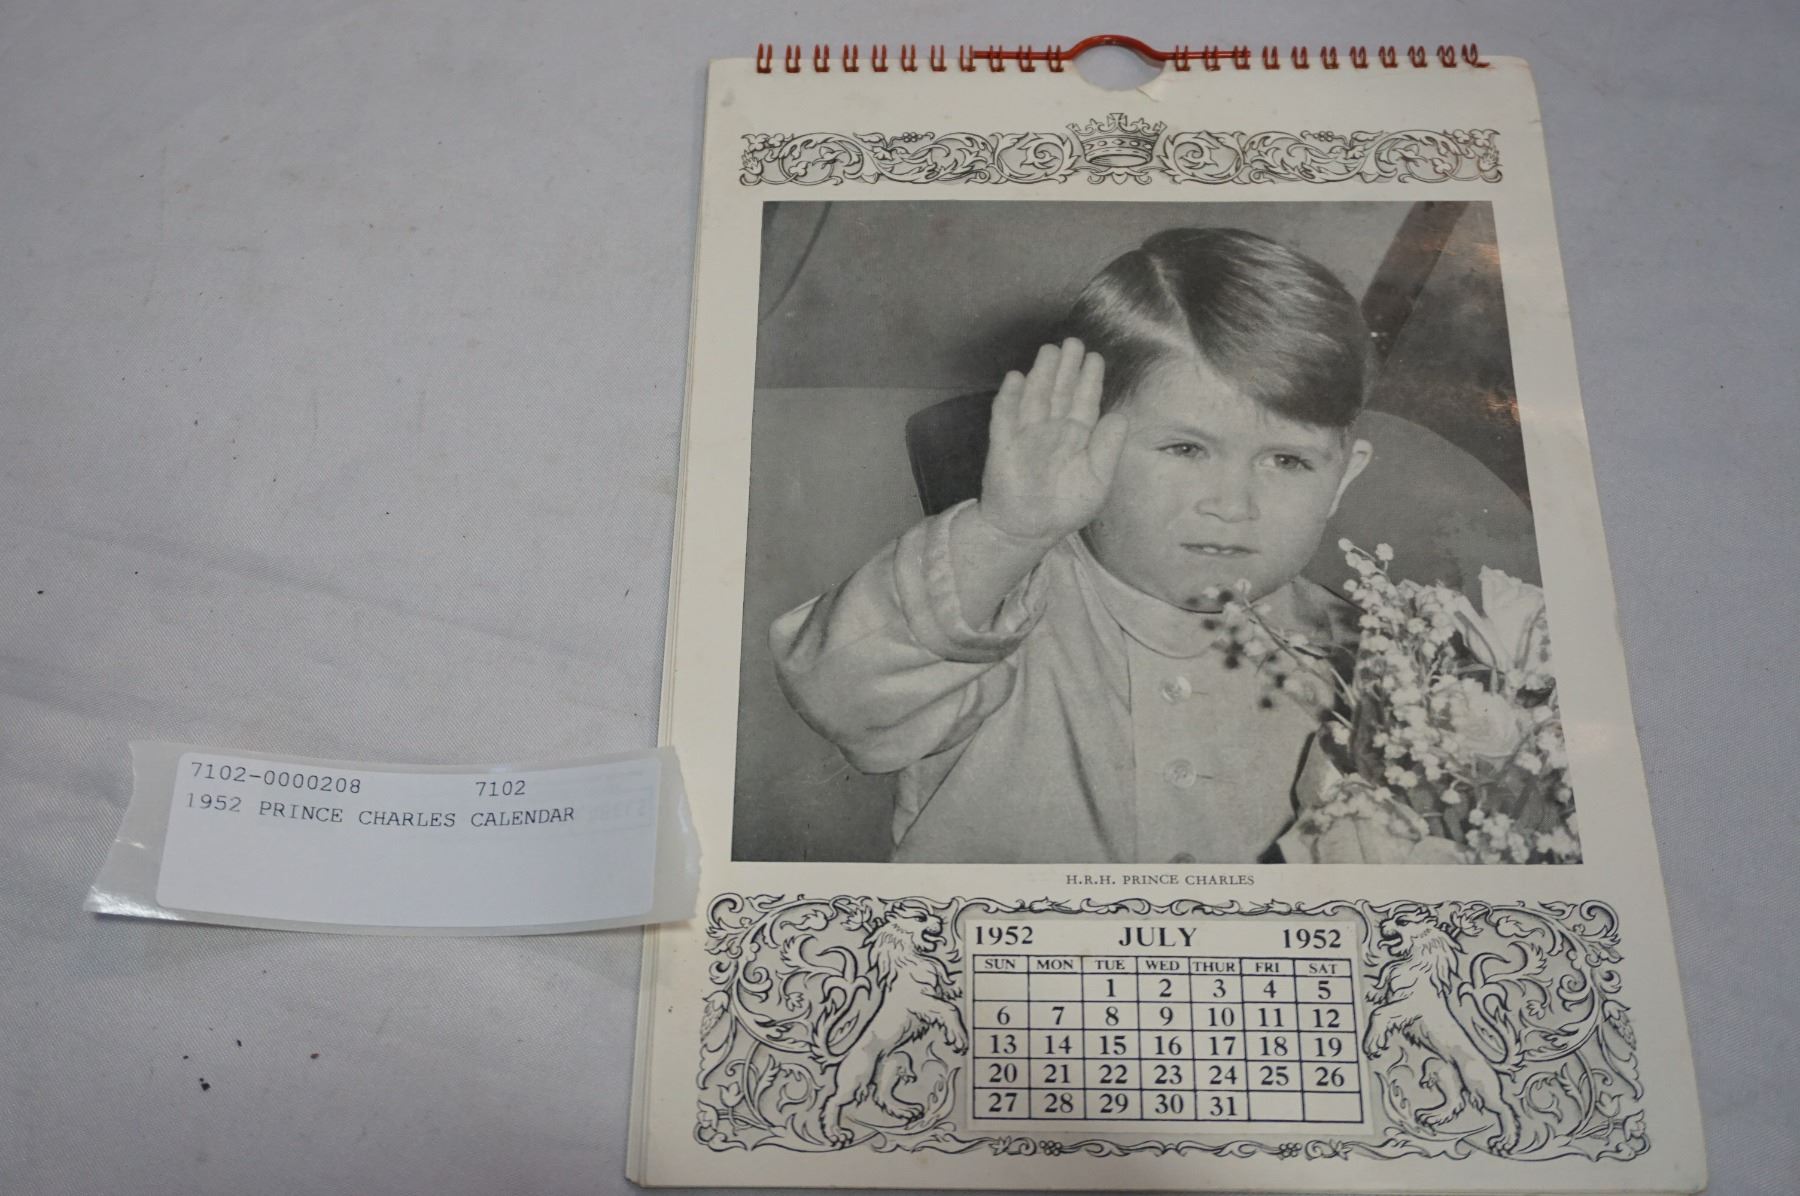 7102-0000208 7102
1952 PRINCE CHARLES CALENDAR
H.R.H. PRINCE CHARLES
1952 JULY 1952
SUN MON TUE WED THUR FRI SAT
1 2 3 4 5
6 7 8 9 10 11 12
13 14 15 16 17 18 19
20 21 22 23 24 25 26
27 28 29 30 31